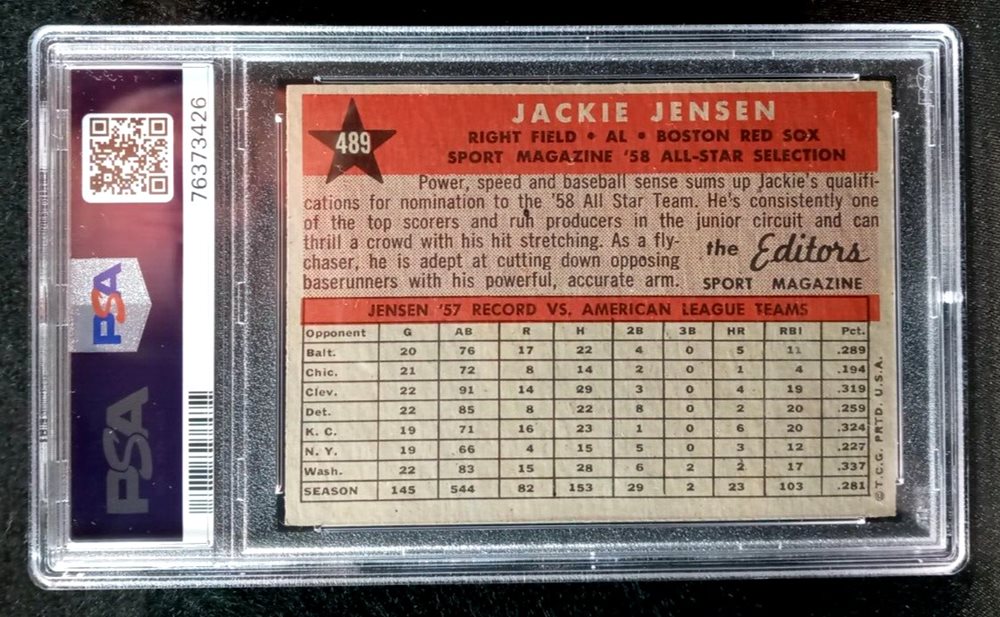 76373426
PSA
PSA
489
JACKIE JENSEN
RIGHT FIELD • AL • BOSTON RED SOX
SPORT MAGAZINE '58 ALL-STAR SELECTION
Power, speed and baseball sense sums up Jackie's qualifi-
cations for nomination to the '58 All Star Team. He's consistently one
of the top scorers and run producers in the junior circuit and can
thrill a crowd with his hit stretching. As a fly-
chaser, he is adept at cutting down opposing
baserunners with his powerful, accurate arm.
the Editors
SPORT MAGAZINE
JENSEN '57 RECORD VS. AMERICAN LEAGUE TEAMS
Opponent G AB R H 2B 3B HR RBI Pct.
Balt. 20 76 17 22 4 0 5 11 .289
Chic. 21 72 8 14 2 0 1 4 .194
Clev. 22 91 14 29 3 0 4 19 .319
Det. 22 85 8 22 8 0 2 20 .259
K. C. 19 71 16 23 1 0 6 20 .324
N. Y. 19 66 4 15 5 0 3 12 .227
Wash. 22 83 15 28 6 2 2 17 .337
SEASON 145 544 82 153 29 2 23 103 .281
© T.C.G. PRTD. U.S.A.